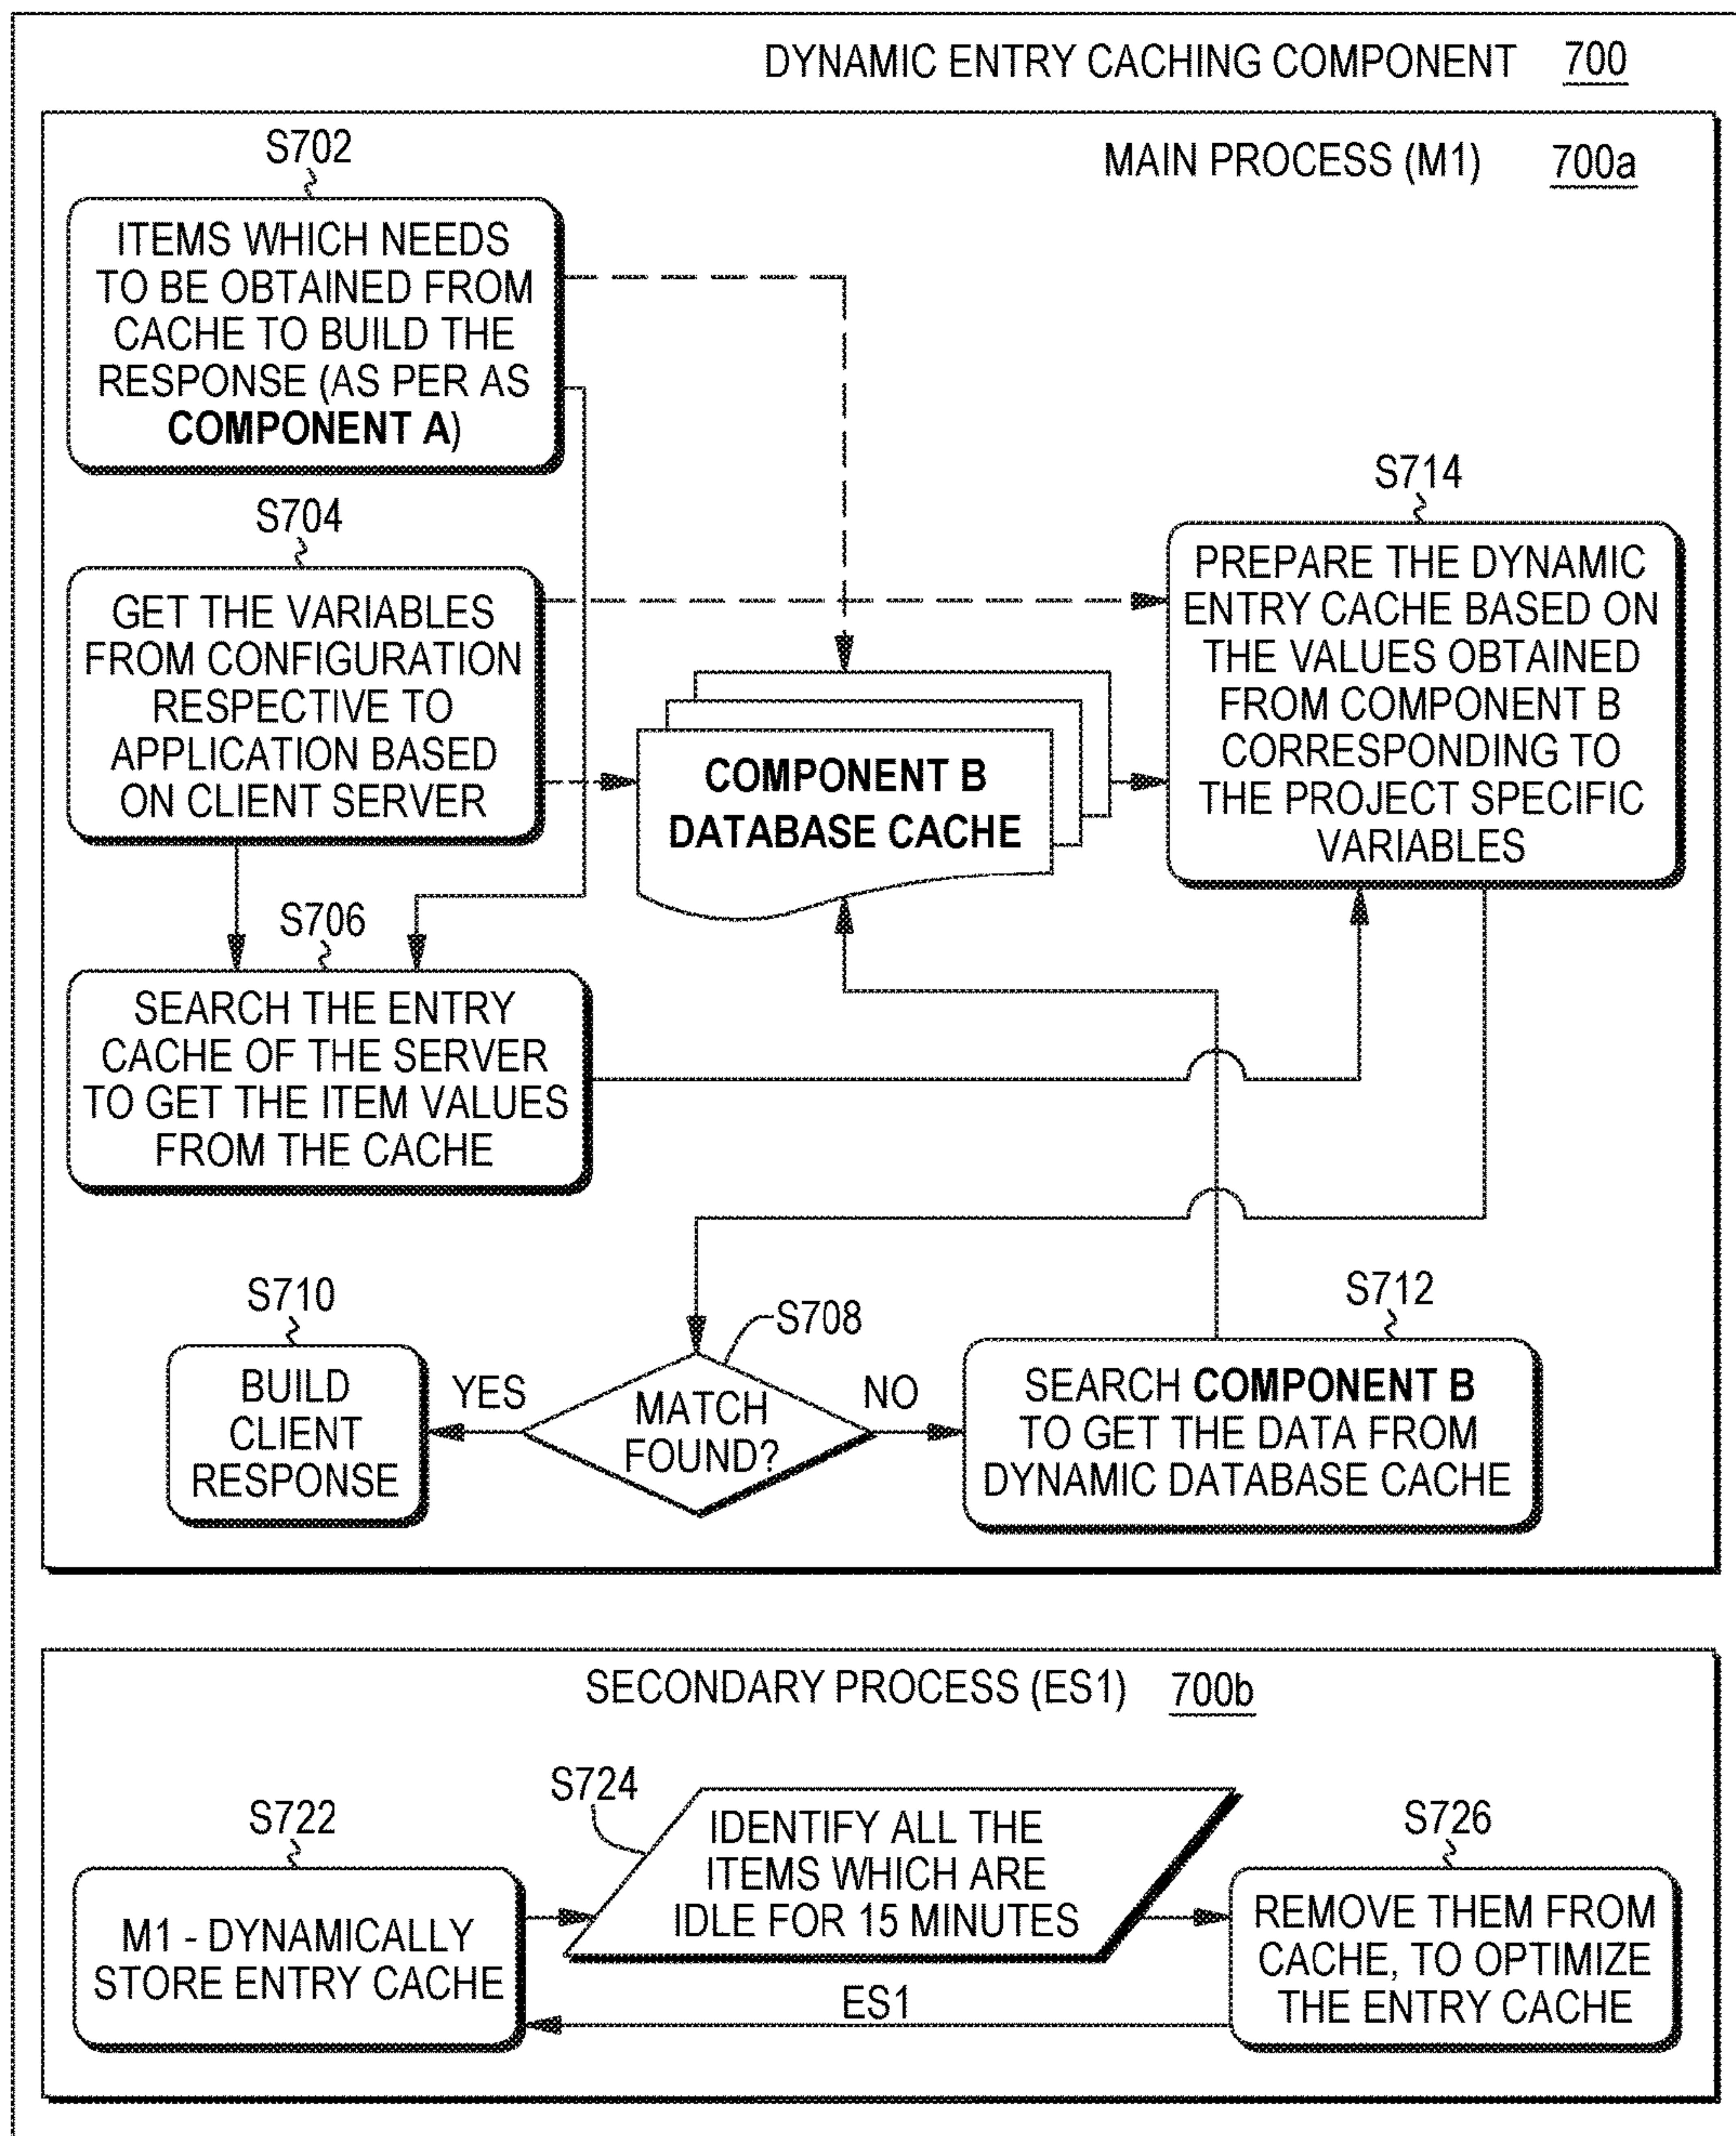 DYNAMIC ENTRY CACHING COMPONENT 700
MAIN PROCESS (M1) 700a
S702
ITEMS WHICH NEEDS
TO BE OBTAINED FROM
CACHE TO BUILD THE
RESPONSE (AS PER AS
COMPONENT A)
S704
GET THE VARIABLES
FROM CONFIGURATION
RESPECTIVE TO
APPLICATION BASED
ON CLIENT SERVER
COMPONENT B
DATABASE CACHE
S714
PREPARE THE DYNAMIC
ENTRY CACHE BASED ON
THE VALUES OBTAINED
FROM COMPONENT B
CORRESPONDING TO
THE PROJECT SPECIFIC
VARIABLES
S706
SEARCH THE ENTRY
CACHE OF THE SERVER
TO GET THE ITEM VALUES
FROM THE CACHE
S710
BUILD
CLIENT
RESPONSE
YES
S708
MATCH
FOUND?
NO
S712
SEARCH COMPONENT B
TO GET THE DATA FROM
DYNAMIC DATABASE CACHE
SECONDARY PROCESS (ES1) 700b
S722
M1 - DYNAMICALLY
STORE ENTRY CACHE
S724
IDENTIFY ALL THE
ITEMS WHICH ARE
IDLE FOR 15 MINUTES
S726
REMOVE THEM FROM
CACHE, TO OPTIMIZE
THE ENTRY CACHE
ES1